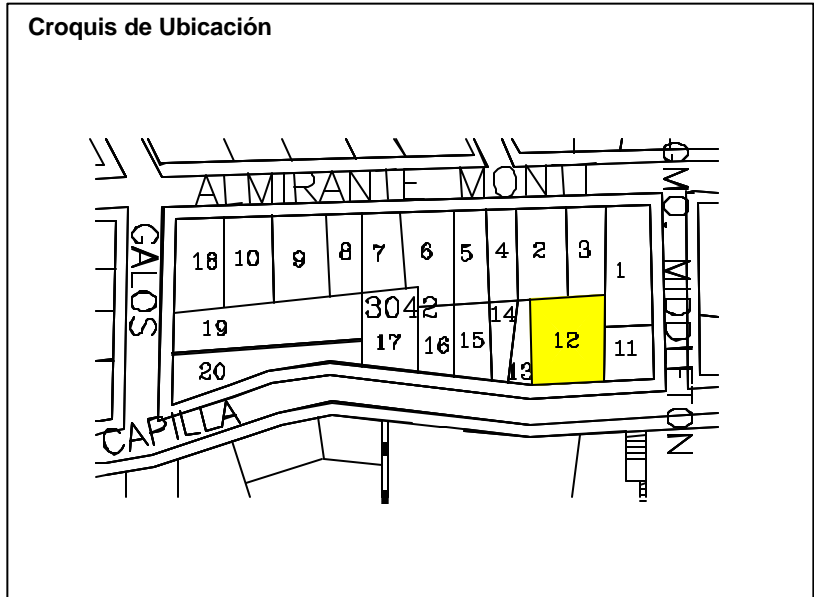 Croquis de Ubicación
ALMIRANTE MONTT
GALOS
GMO. MIDDLETON
18 10 9 8 7 6 5 4 2 3 1
3042
14
19
17 16 15 12 11
20 13
CAPILLA